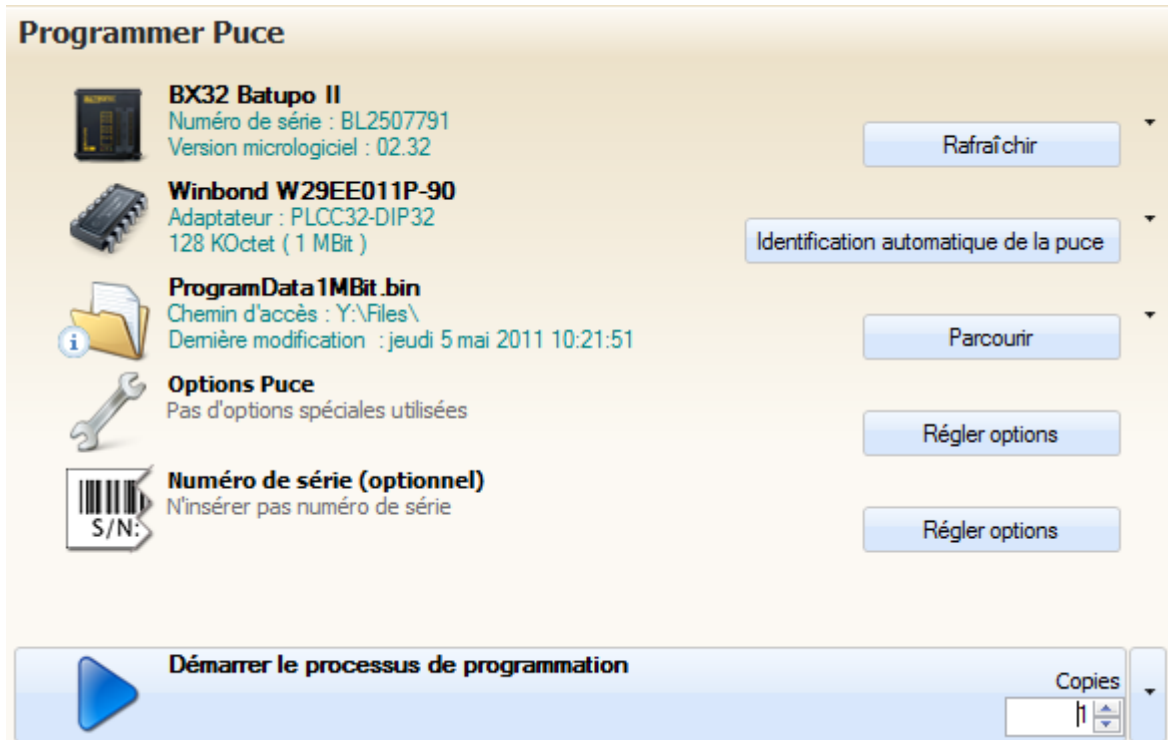 Programmer Puce
BX32 Batupo II
Numéro de série : BL2507791
Version micrologiciel : 02.32
Rafraîchir
Winbond W29EE011P-90
Adaptateur : PLCC32-DIP32
128 KOctet ( 1 MBit )
Identification automatique de la puce
ProgramData1MBit.bin
Chemin d'accès : Y:\Files\
Dernière modification : jeudi 5 mai 2011 10:21:51
Parcourir
Options Puce
Pas d'options spéciales utilisées
Régler options
Numéro de série (optionnel)
N'insérer pas numéro de série
S/N:
Régler options
Démarrer le processus de programmation
Copies
1